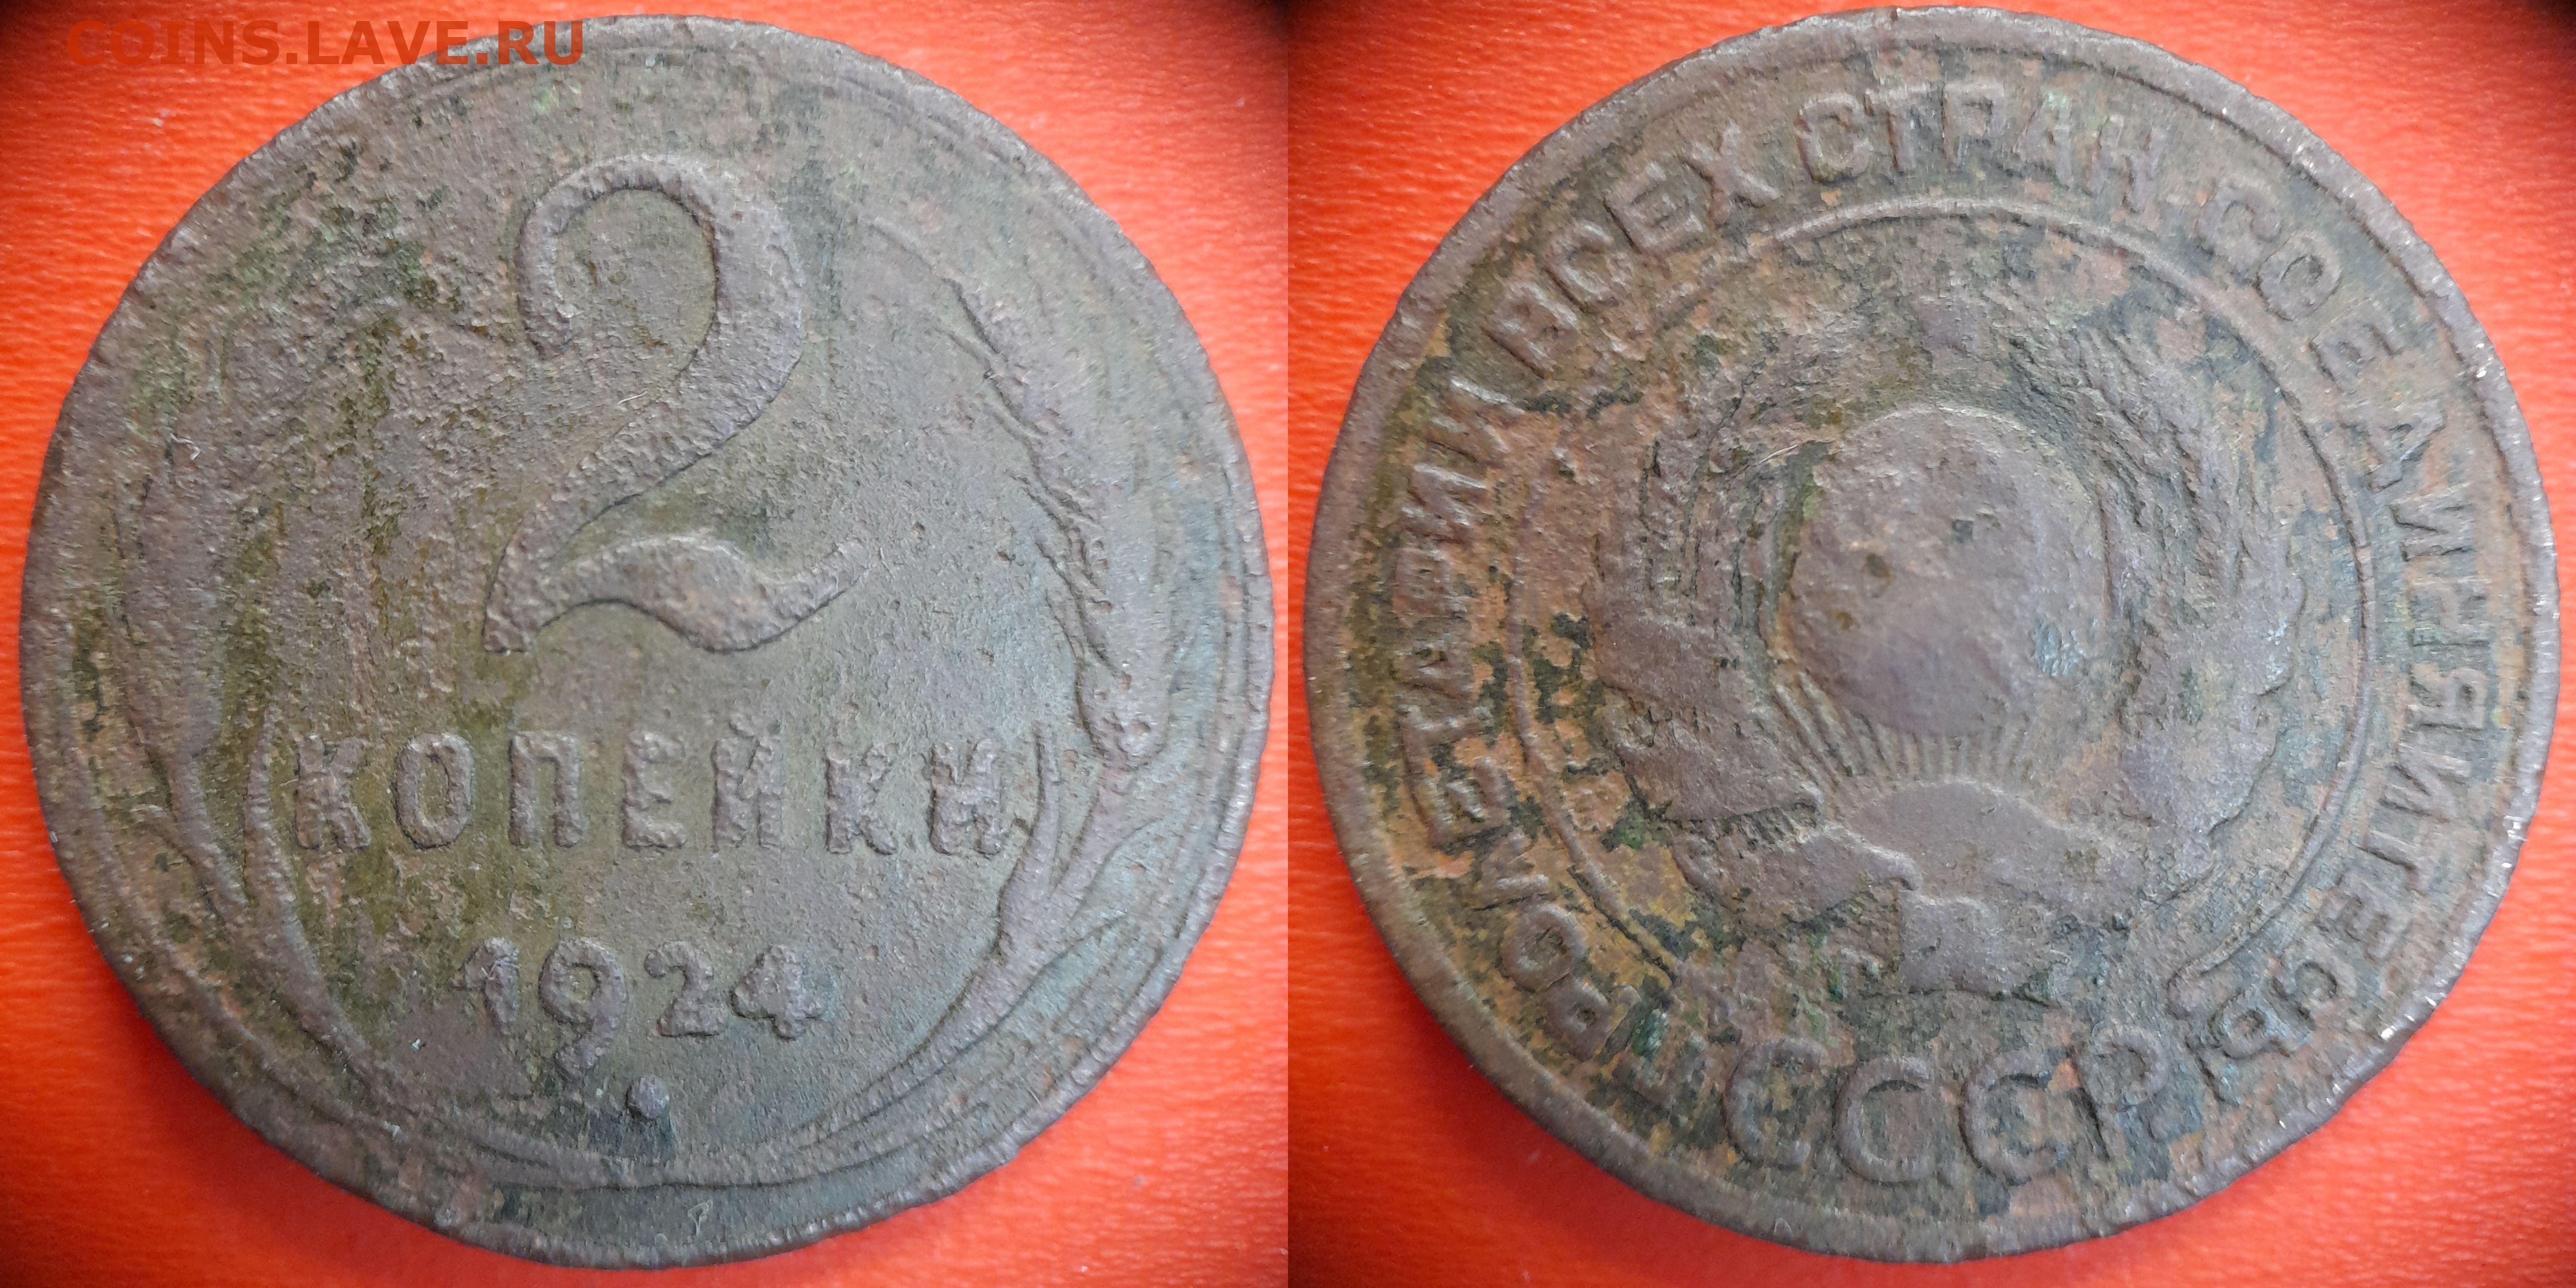 COINS.LAVE.RU
2
КОПЕЙКИ
1924
ПРОЛЕТАРИИ ВСЕХ СТРАН СОЕДИНЯЙТЕСЬ
СССР